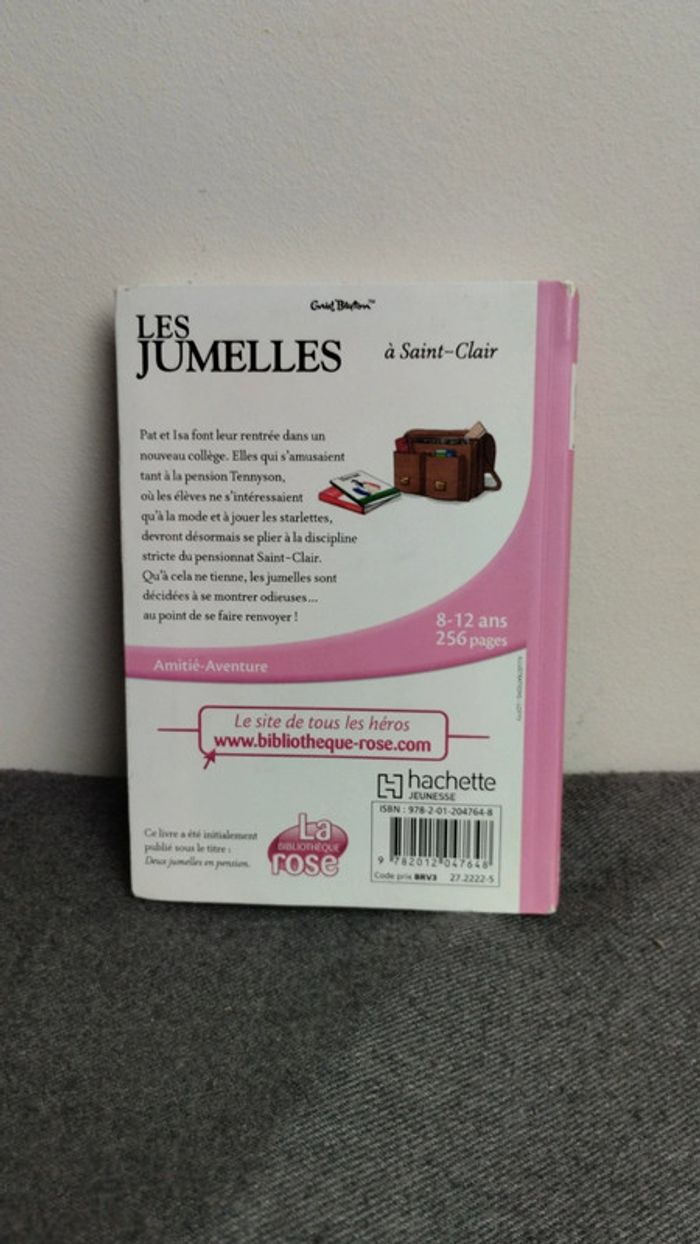 Enid Blyton™
LES
JUMELLES
à Saint-Clair
Pat et Isa font leur rentrée dans un
nouveau collège. Elles qui s'amusaient
tant à la pension Tennyson,
où les élèves ne s'intéressaient
qu'à la mode et à jouer les starlettes,
devront désormais se plier à la discipline
stricte du pensionnat Saint-Clair.
Qu'à cela ne tienne, les jumelles sont
décidées à se montrer odieuses...
au point de se faire renvoyer !
8-12 ans
256 pages
Amitié-Aventure
Le site de tous les héros
www.bibliotheque-rose.com
hachette
JEUNESSE
ISBN : 978-2-01-204764-8
9 782012 047648
Code prix BRV3 27.2222-5
Ce livre a été initialement
publié sous le titre :
Deux jumelles en pension.
La
BIBLIOTHÈQUE
rose